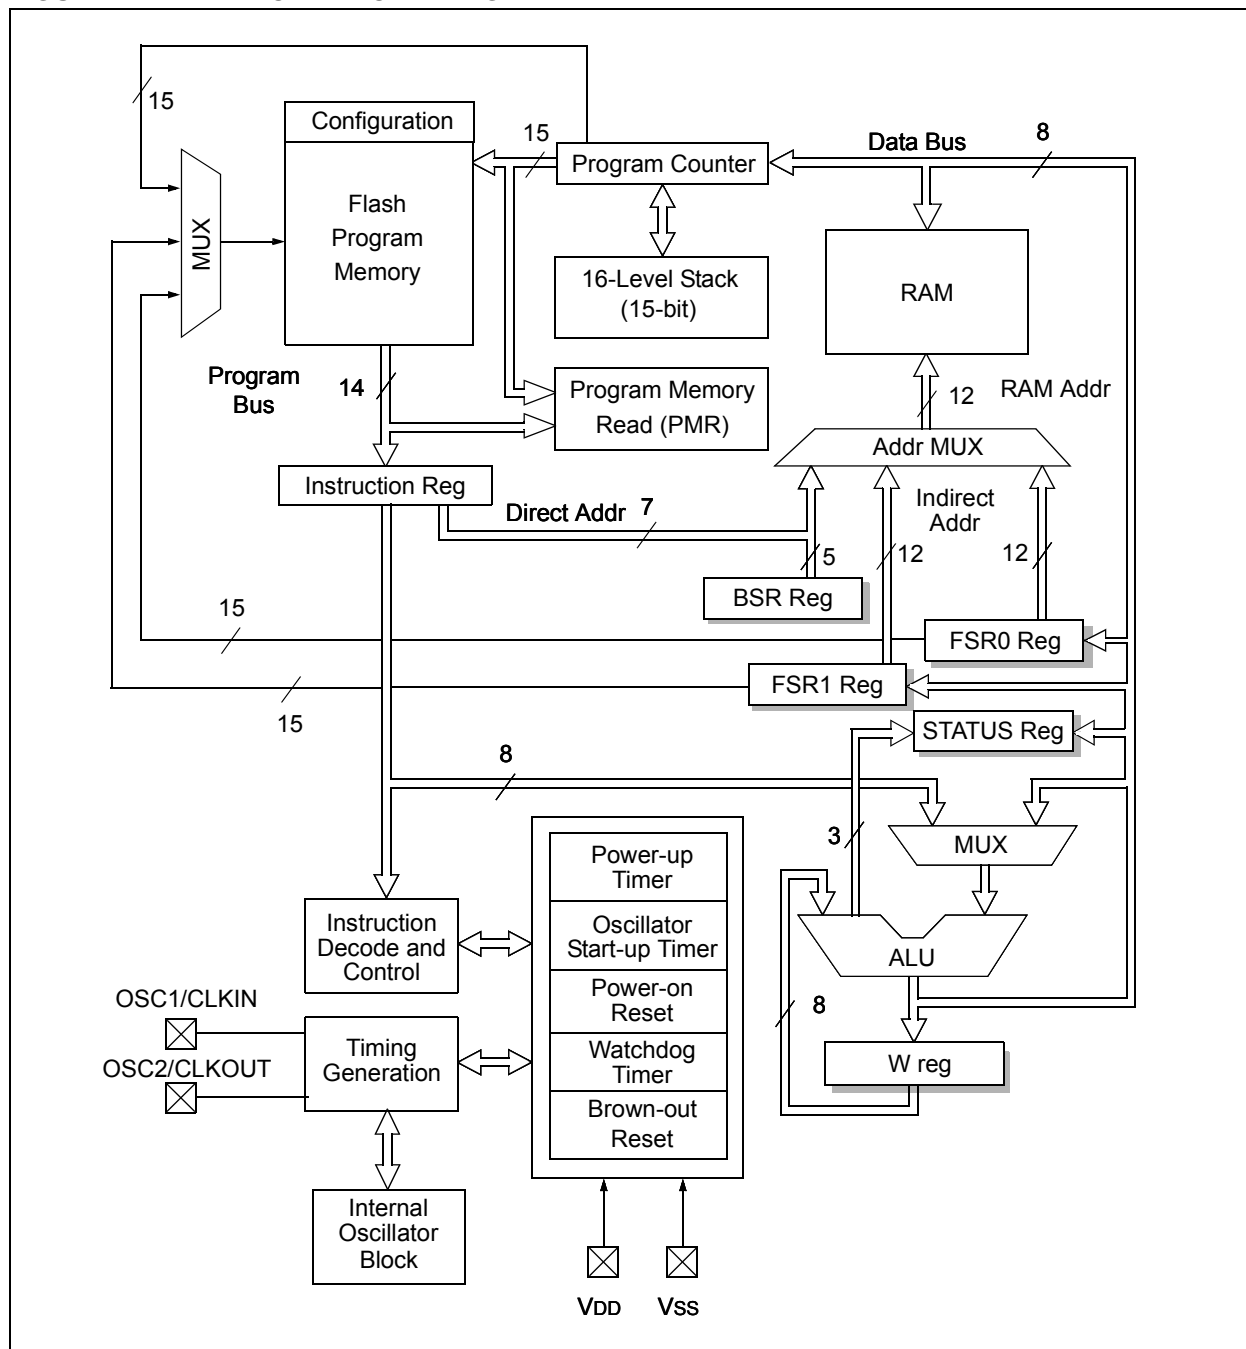 15
Configuration
Flash
Program
Memory
MUX
15
Program Counter
Data Bus
8
16-Level Stack
(15-bit)
RAM
Program
Bus
14
Program Memory
Read (PMR)
12
RAM Addr
Addr MUX
Instruction Reg
Direct Addr
7
Indirect
Addr
5
12
12
BSR Reg
15
FSR0 Reg
FSR1 Reg
15
STATUS Reg
8
3
MUX
Power-up
Timer
Oscillator
Start-up Timer
Power-on
Reset
Watchdog
Timer
Brown-out
Reset
Instruction
Decode and
Control
ALU
8
W reg
OSC1/CLKIN
OSC2/CLKOUT
Timing
Generation
Internal
Oscillator
Block
VDD
VSS